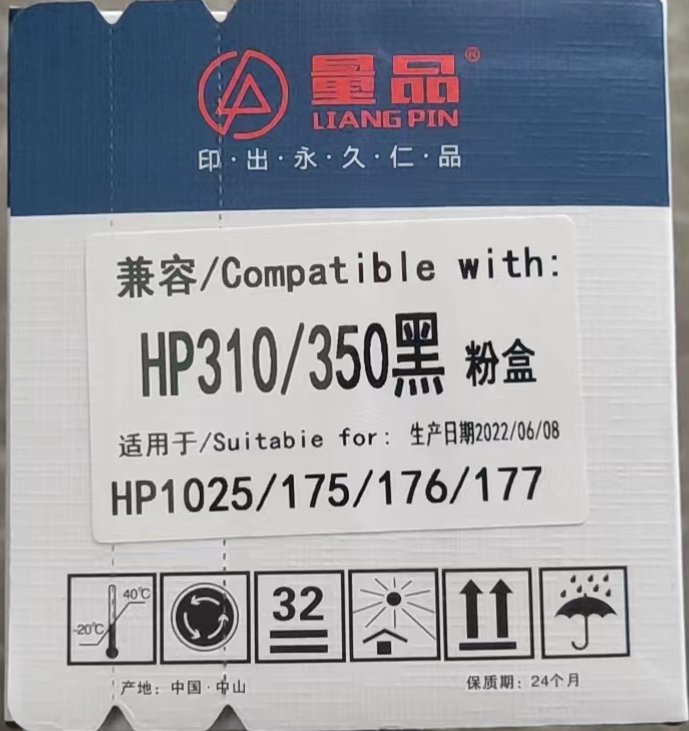 量品®
LIANG PIN
印·出·永·久·仁·品
兼容/Compatible with:
HP310/350黑 粉盒
适用于/Suitabie for: 生产日期2022/06/08
HP1025/175/176/177
40℃
-20℃
32
产地: 中国·中山
保质期: 24个月